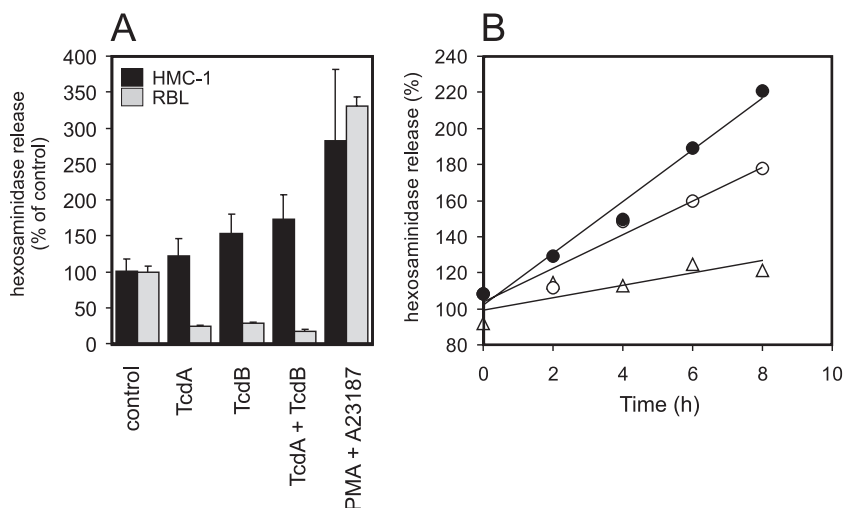 A
hexosaminidase release
(% of control)
400
350
300
250
200
150
100
50
0
HMC-1
RBL
control
TcdA
TcdB
TcdA + TcdB
PMA + A23187
B
hexosaminidase release (%)
240
220
200
180
160
140
120
100
80
0 2 4 6 8 10
Time (h)